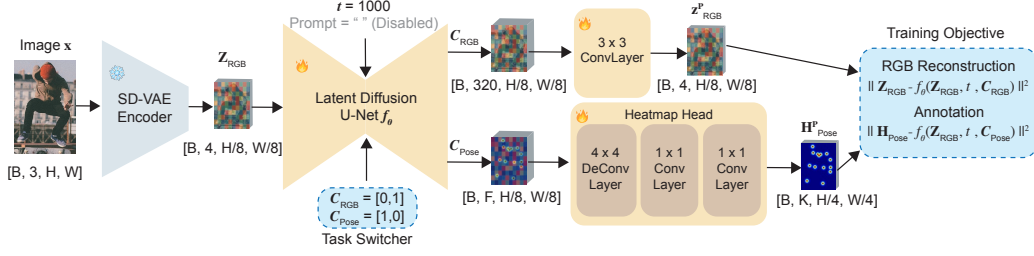 Image x
[B, 3, H, W]
SD-VAE
Encoder
Z_RGB
[B, 4, H/8, W/8]
t = 1000
Prompt = “ ” (Disabled)
Latent Diffusion
U-Net f_θ
C_RGB = [0,1]
C_Pose = [1,0]
Task Switcher
C_RGB
[B, 320, H/8, W/8]
3 x 3
ConvLayer
z^P_RGB
[B, 4, H/8, W/8]
C_Pose
[B, F, H/8, W/8]
Heatmap Head
4 x 4
DeConv
Layer
1 x 1
Conv
Layer
1 x 1
Conv
Layer
H^P_Pose
[B, K, H/4, W/4]
Training Objective
RGB Reconstruction
|| Z_RGB - f_θ(Z_RGB, t , C_RGB) ||²
Annotation
|| H_Pose - f_θ(Z_RGB, t , C_Pose) ||²